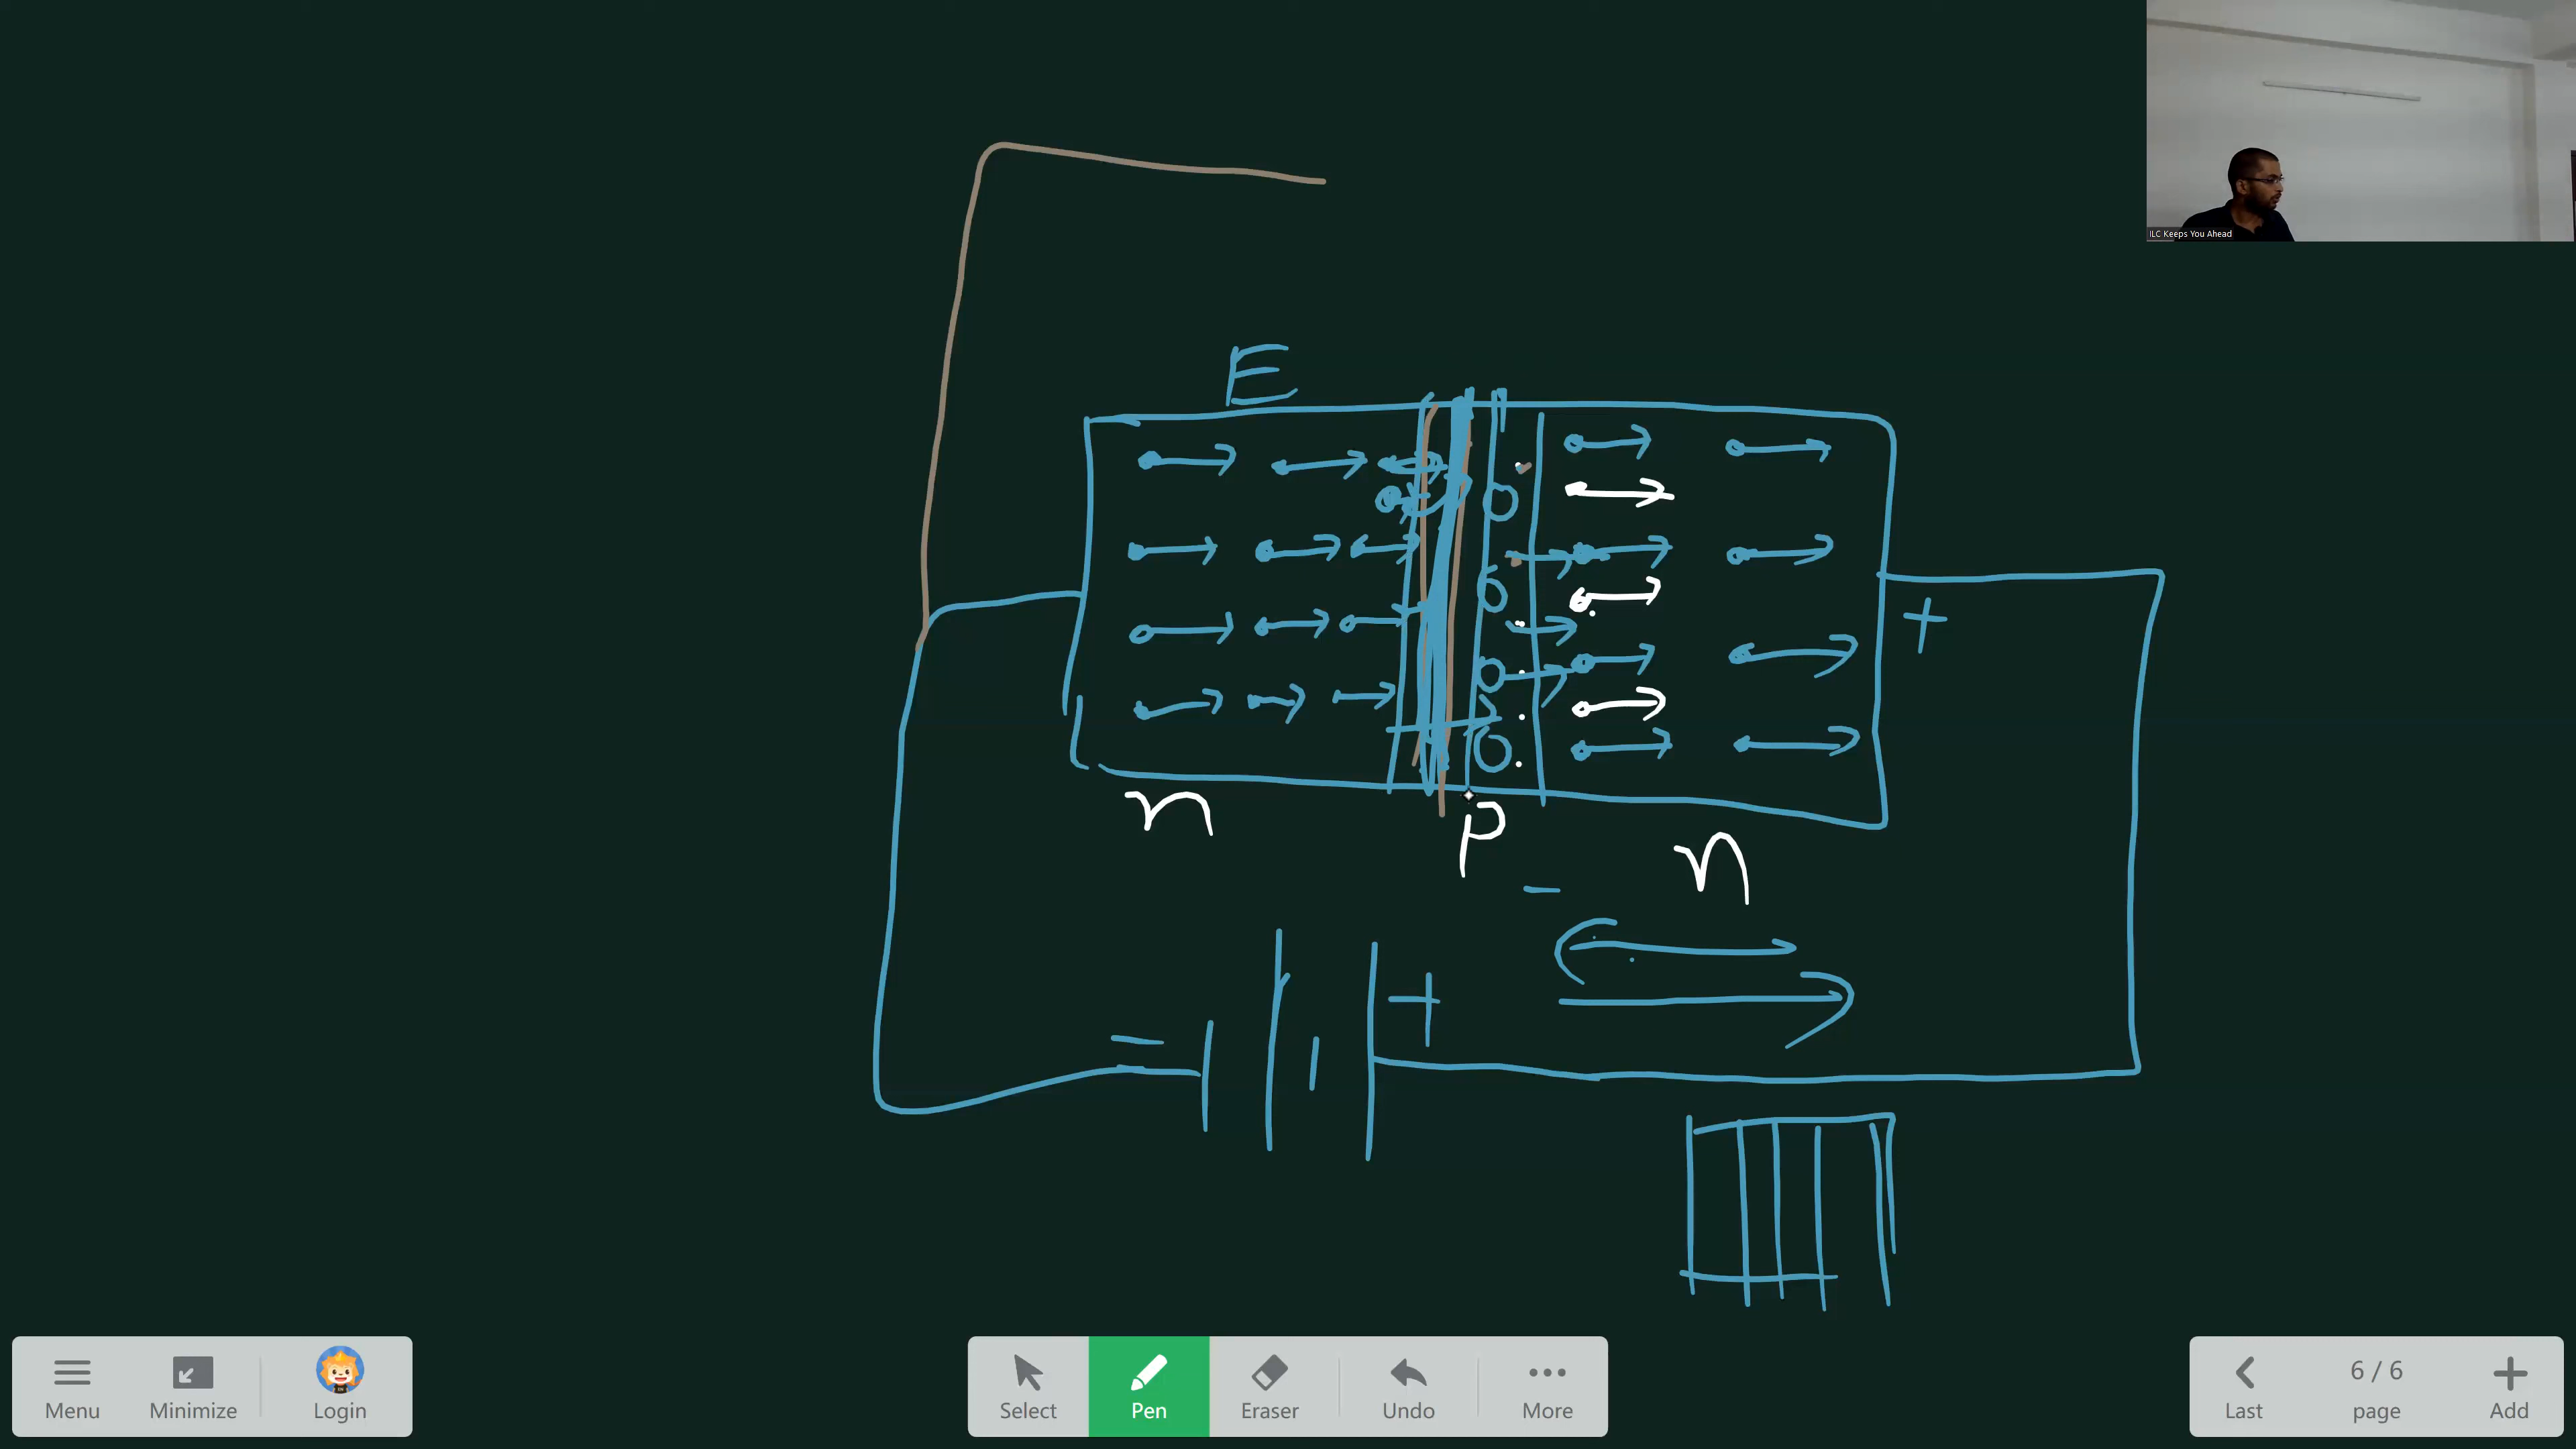 ILC Keeps You Ahead
E
+
n
P
n
-
+
-
Menu
Minimize
Login
Select
Pen
Eraser
Undo
More
Last
6 / 6
page
Add